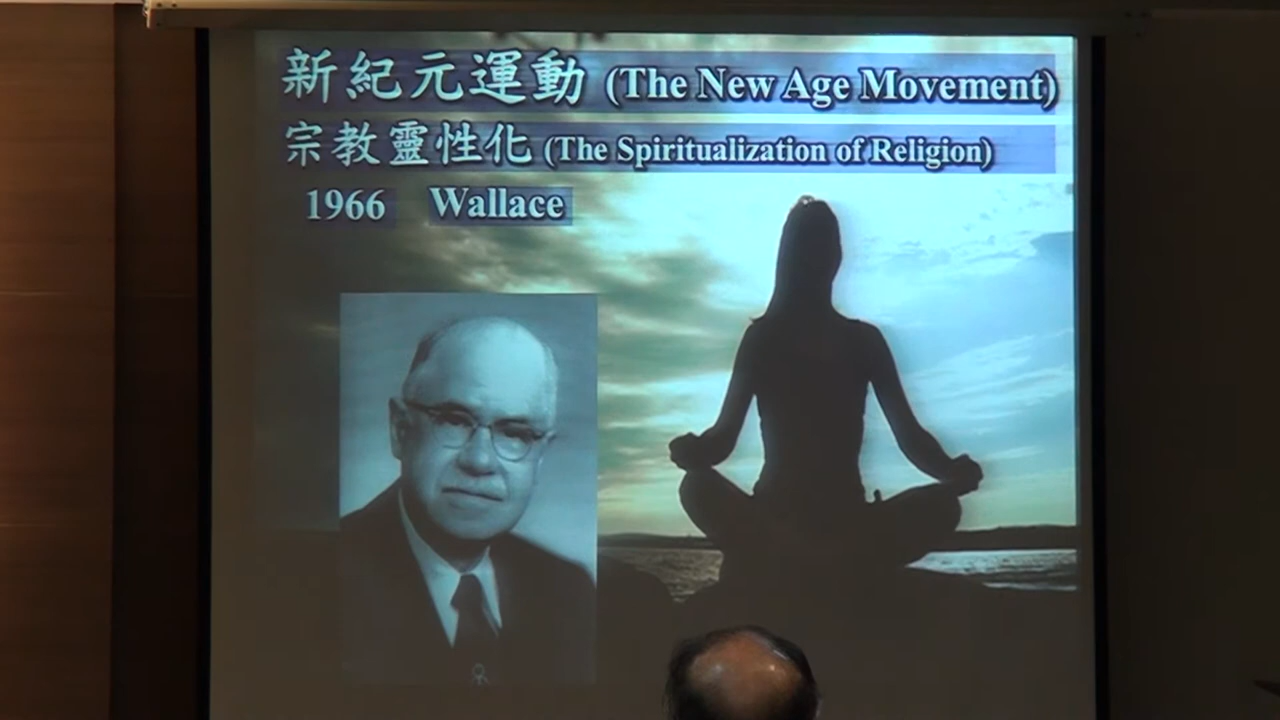 新紀元運動 (The New Age Movement)
宗教靈性化 (The Spiritualization of Religion)
1966 Wallace